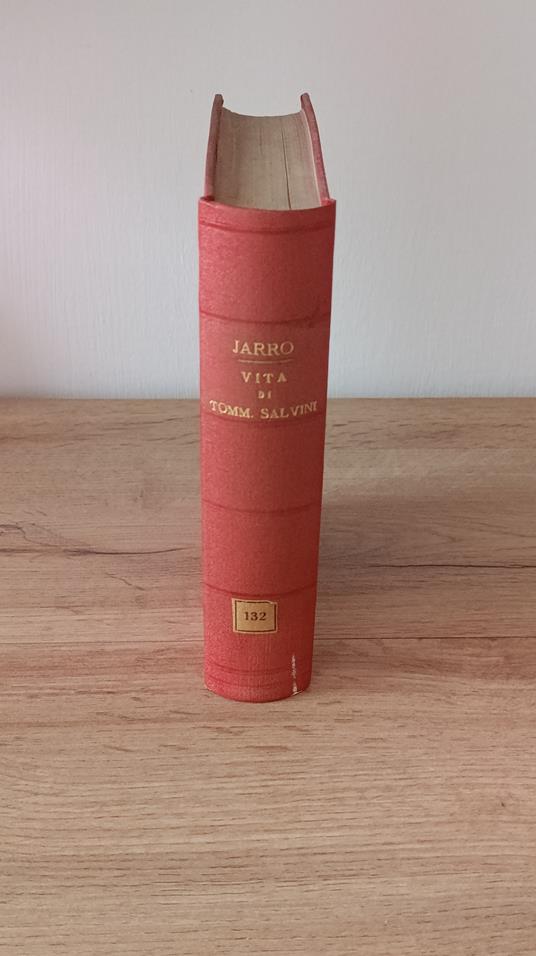 JARRO
VITA
DI
TOMM. SALVINI
132